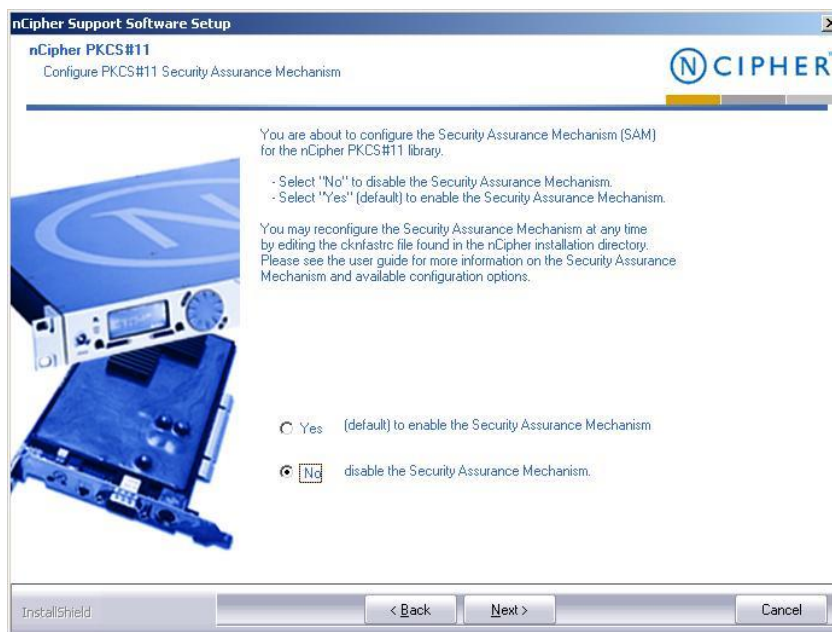 nCipher Support Software Setup
nCipher PKCS#11
Configure PKCS#11 Security Assurance Mechanism
N CIPHER
You are about to configure the Security Assurance Mechanism (SAM)
for the nCipher PKCS#11 library.
- Select "No" to disable the Security Assurance Mechanism.
- Select "Yes" (default) to enable the Security Assurance Mechanism.
You may reconfigure the Security Assurance Mechanism at any time
by editing the cknfastrc file found in the nCipher installation directory.
Please see the user guide for more information on the Security Assurance
Mechanism and available configuration options.
Yes (default) to enable the Security Assurance Mechanism
No disable the Security Assurance Mechanism.
InstallShield
< Back Next > Cancel